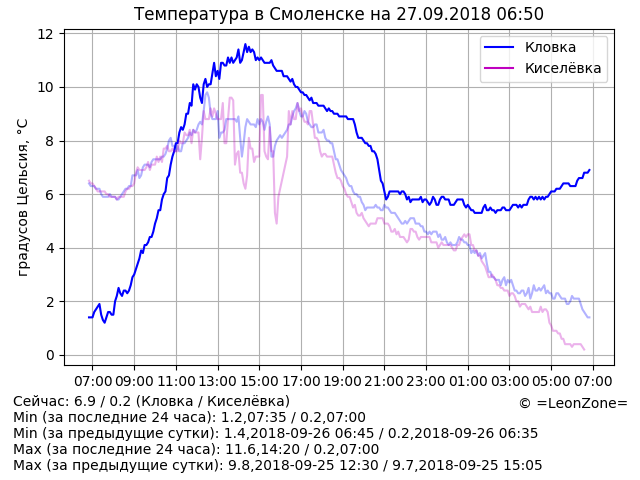 Температура в Смоленске на 27.09.2018 06:50
Кловка
Киселёвка
градусов Цельсия, °C
12
10
8
6
4
2
0
07:00 09:00 11:00 13:00 15:00 17:00 19:00 21:00 23:00 01:00 03:00 05:00 07:00
Сейчас: 6.9 / 0.2 (Кловка / Киселёвка)
© =LeonZone=
Min (за последние 24 часа): 1.2,07:35 / 0.2,07:00
Min (за предыдущие сутки): 1.4,2018-09-26 06:45 / 0.2,2018-09-26 06:35
Max (за последние 24 часа): 11.6,14:20 / 0.2,07:00
Max (за предыдущие сутки): 9.8,2018-09-25 12:30 / 9.7,2018-09-25 15:05